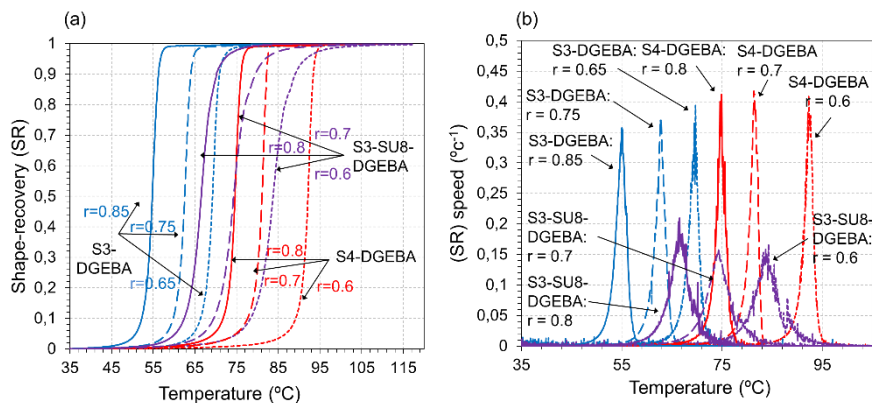 (a)
Shape-recovery (SR)
1
0,9
0,8
0,7
0,6
0,5
0,4
0,3
0,2
0,1
0
35 45 55 65 75 85 95 105 115
Temperature (ºC)
r=0.7
S3-SU8-
r=0.8
DGEBA
r=0.6
r=0.85
r=0.75
S3-
DGEBA
r=0.65
S4-DGEBA
r=0.8
r=0.7
r=0.6
(b)
(SR) speed (ºc⁻¹)
0,5
0,45
0,4
0,35
0,3
0,25
0,2
0,15
0,1
0,05
0
35 55 75 95
Temperature (ºC)
S3-DGEBA:
r = 0.65
S4-DGEBA:
r = 0.8
S4-DGEBA:
r = 0.7
S4-DGEBA
r = 0.6
S3-DGEBA:
r = 0.75
S3-DGEBA:
r = 0.85
S3-SU8-
DGEBA:
r = 0.7
S3-SU8-
DGEBA:
r = 0.8
S3-SU8-
DGEBA:
r = 0.6